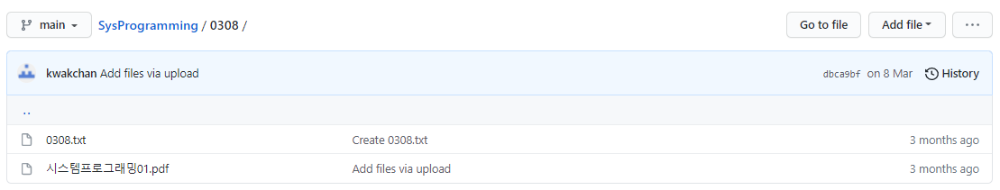 main SysProgramming / 0308 / Go to file Add file ...
kwakchan Add files via upload dbca9bf on 8 Mar History
..
0308.txt Create 0308.txt 3 months ago
시스템프로그래밍01.pdf Add files via upload 3 months ago